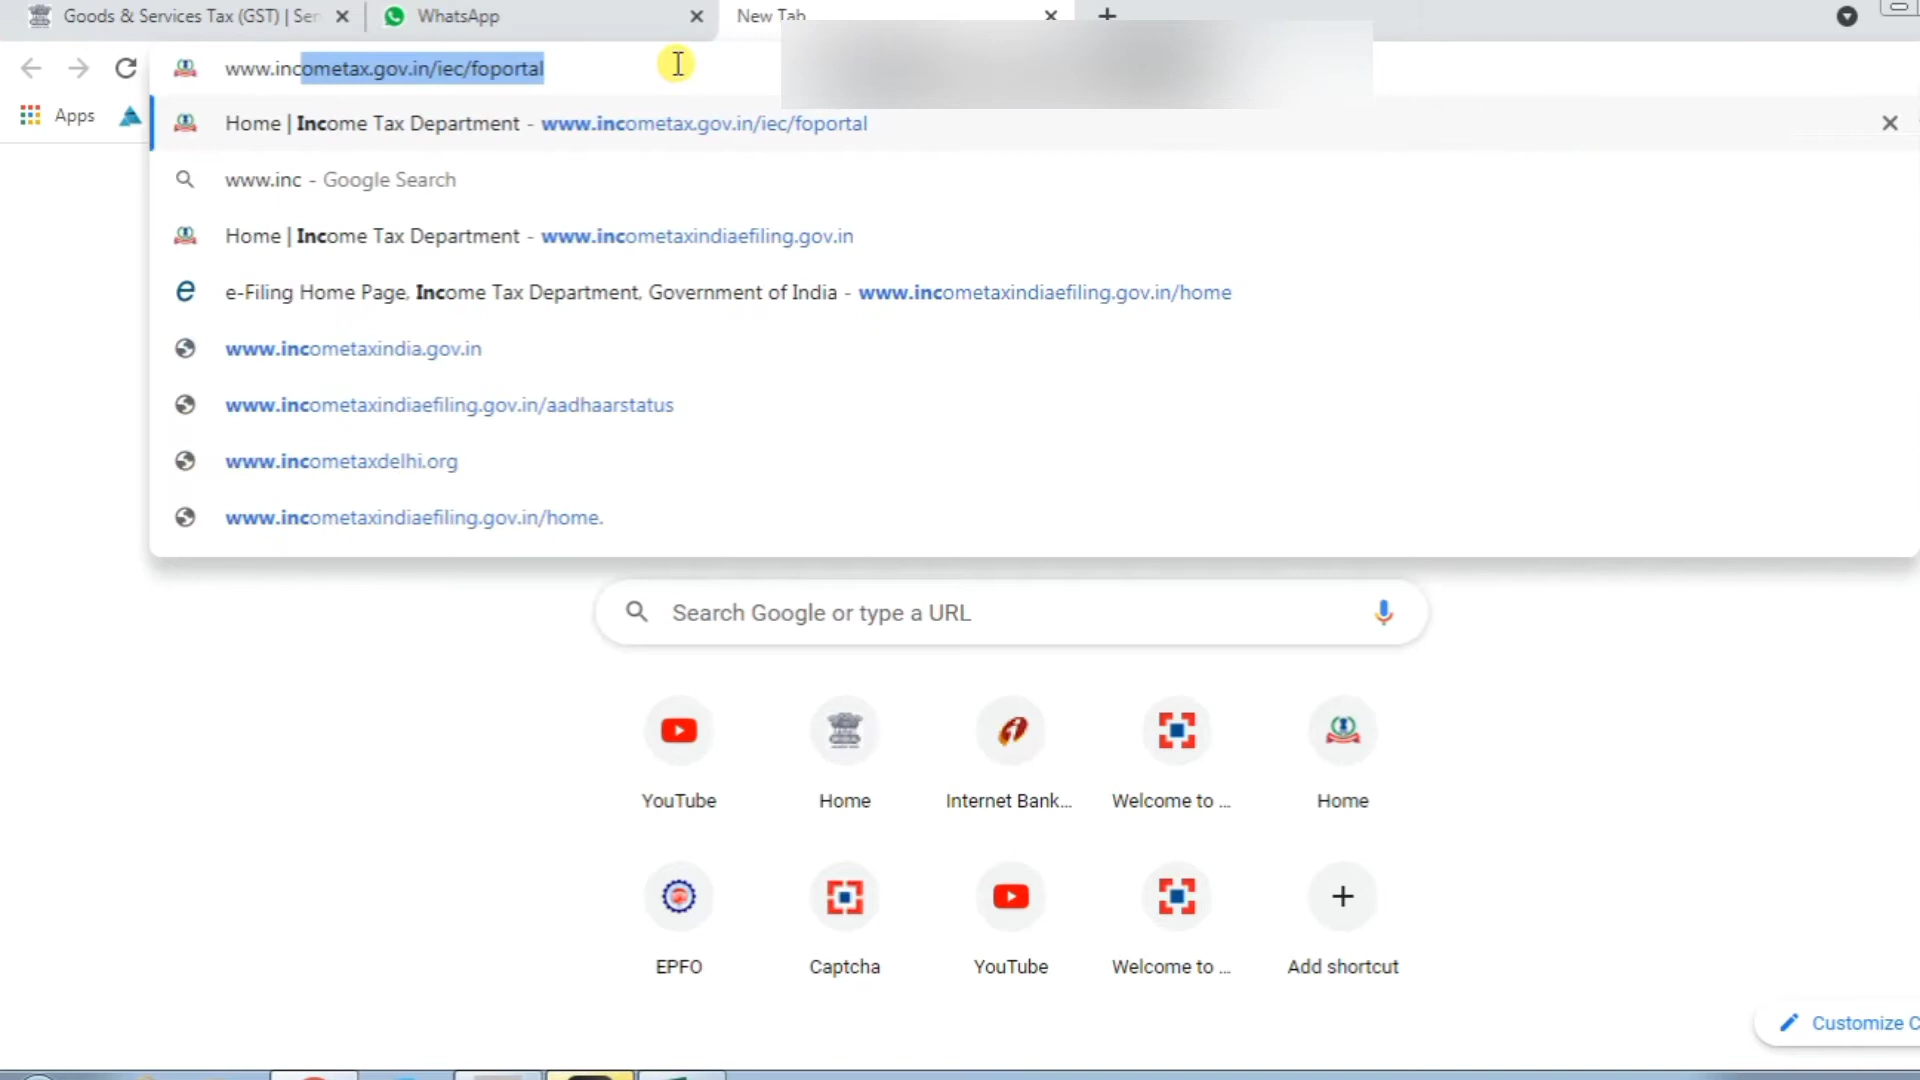 Goods & Services Tax (GST) | Ser
WhatsApp
New Tab
www.incometax.gov.in/iec/foportal
Apps
Home | Income Tax Department - www.incometax.gov.in/iec/foportal
www.inc - Google Search
Home | Income Tax Department - www.incometaxindiaefiling.gov.in
e-Filing Home Page, Income Tax Department, Government of India - www.incometaxindiaefiling.gov.in/home
www.incometaxindia.gov.in
www.incometaxindiaefiling.gov.in/aadhaarstatus
www.incometaxdelhi.org
www.incometaxindiaefiling.gov.in/home.
Search Google or type a URL
YouTube
Home
Internet Bank...
Welcome to ...
Home
EPFO
Captcha
YouTube
Welcome to ...
Add shortcut
Customize C